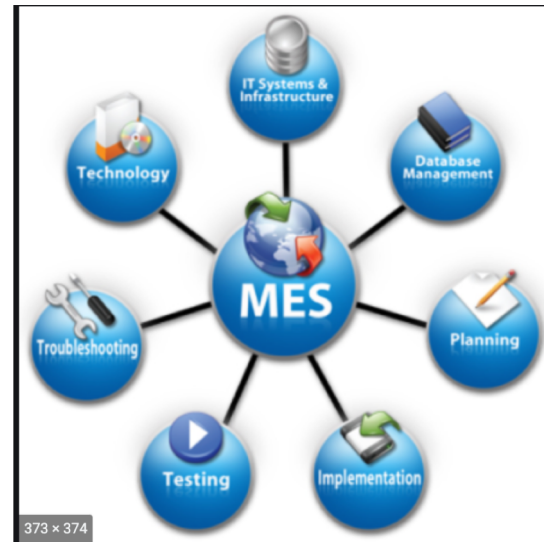 IT Systems &
Infrastructure
Database
Management
Technology
MES
Planning
Troubleshooting
Implementation
Testing
373 × 374